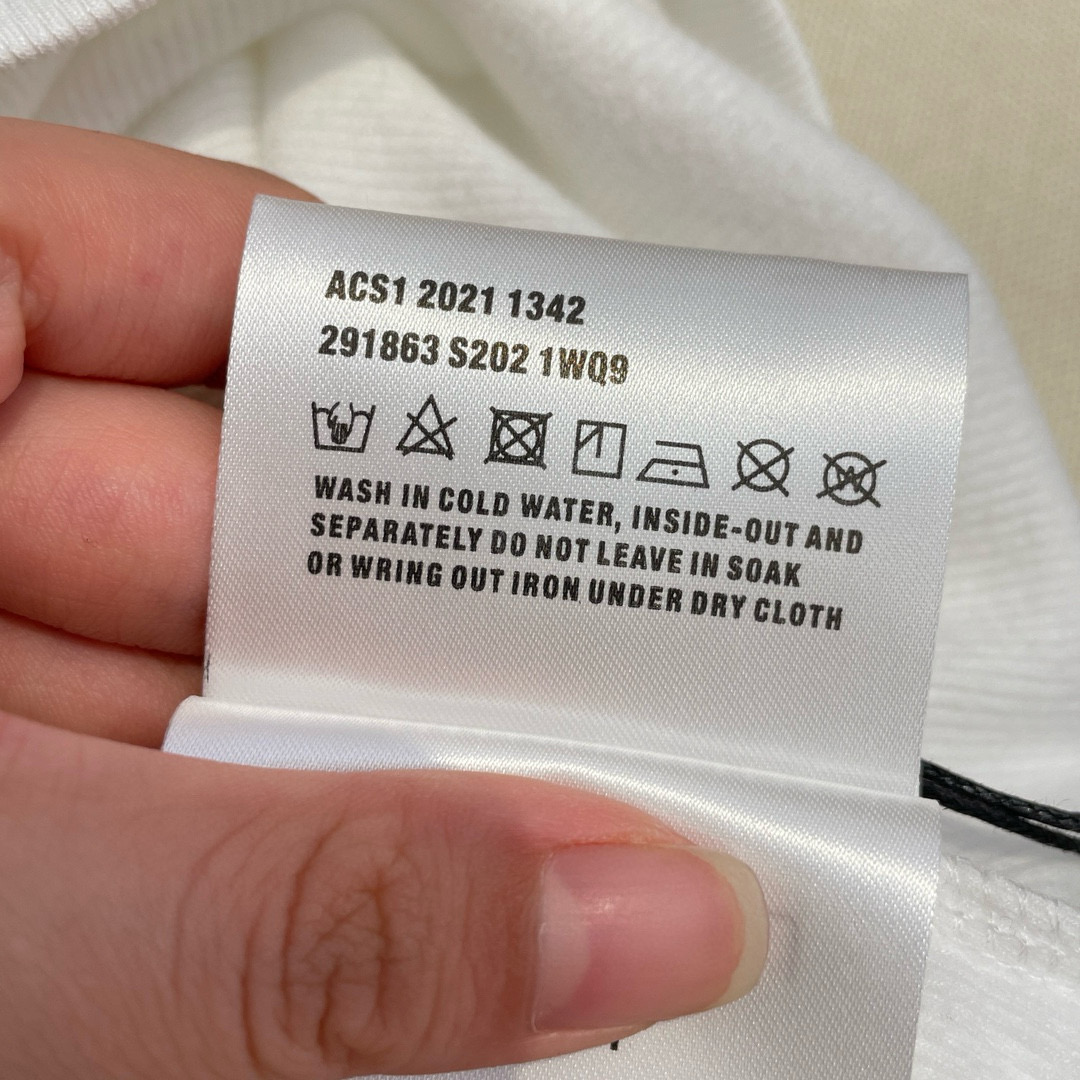 ACS1 2021 1342
291863 S202 1WQ9
WASH IN COLD WATER, INSIDE-OUT AND
SEPARATELY DO NOT LEAVE IN SOAK
OR WRING OUT IRON UNDER DRY CLOTH